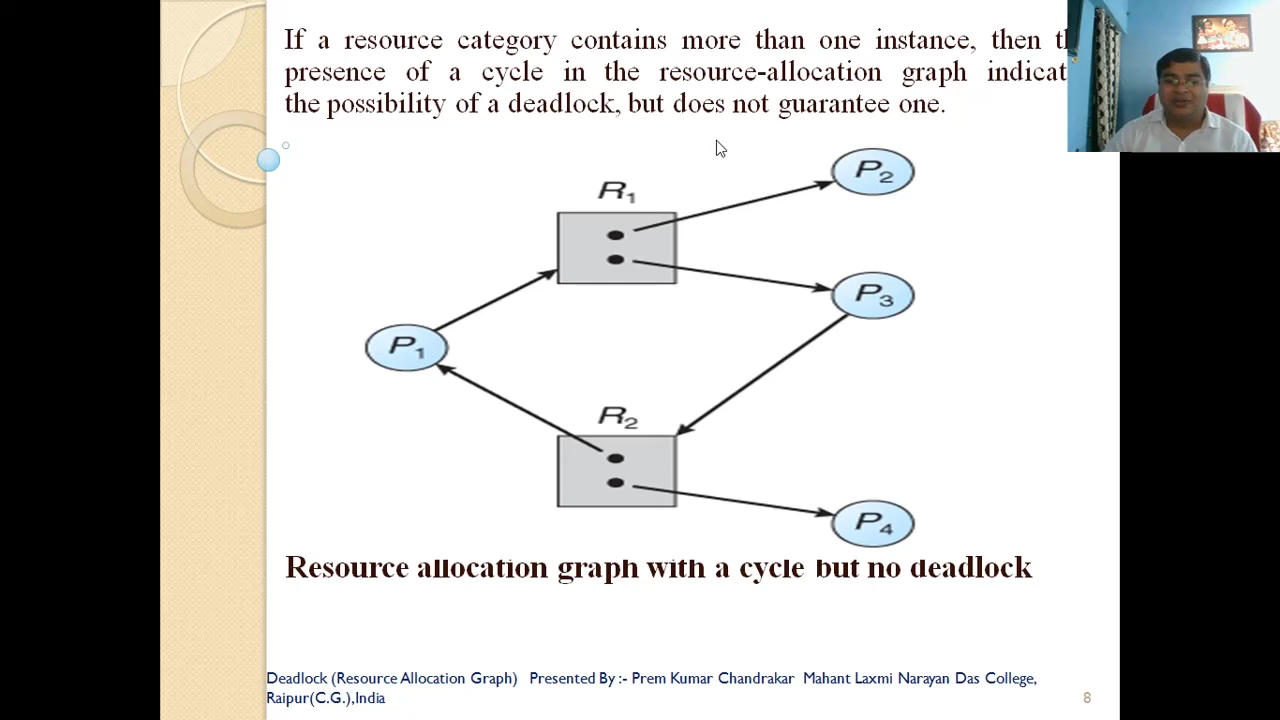 If a resource category contains more than one instance, then
presence of a cycle in the resource-allocation graph
the possibility of a deadlock, but does not guarantee one.
R1
P2
P3
P1
R2
P4
Resource allocation graph with a cycle but no deadlock
Deadlock (Resource Allocation Graph) Presented By :- Prem Kumar Chandrakar Mahant Laxmi Narayan Das College,
Raipur(C.G.),India
8